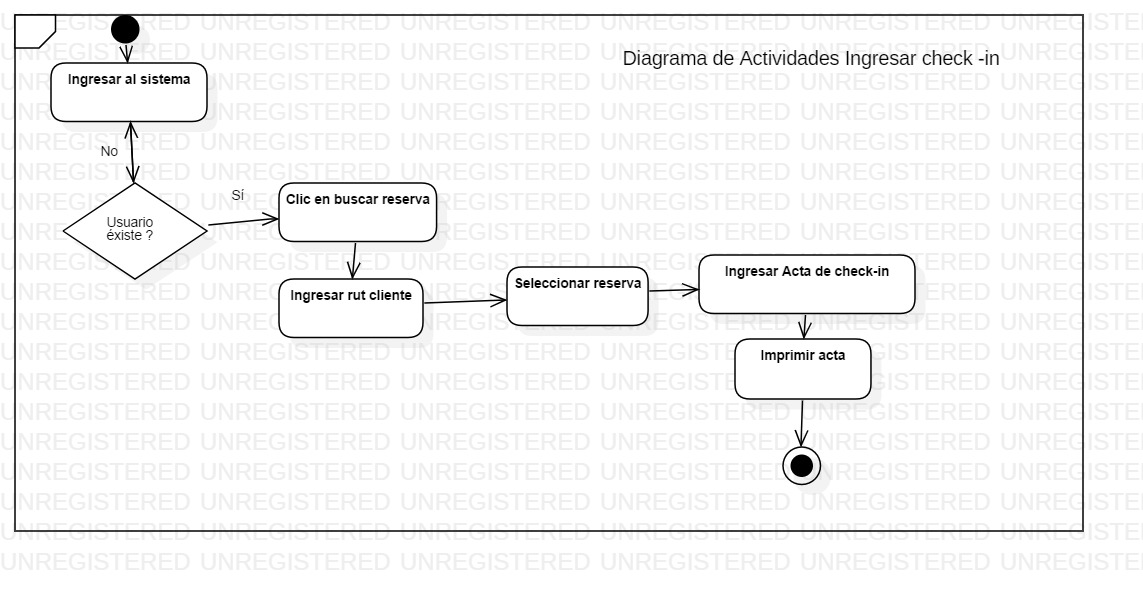 Diagrama de Actividades Ingresar check -in
Ingresar al sistema
No
Usuario
éxiste ?
Sí
Clic en buscar reserva
Ingresar rut cliente
Seleccionar reserva
Ingresar Acta de check-in
Imprimir acta
UNREGISTERED UNREGISTERED UNREGISTERED UNREGISTERED UNREGISTERED UNREGISTERED